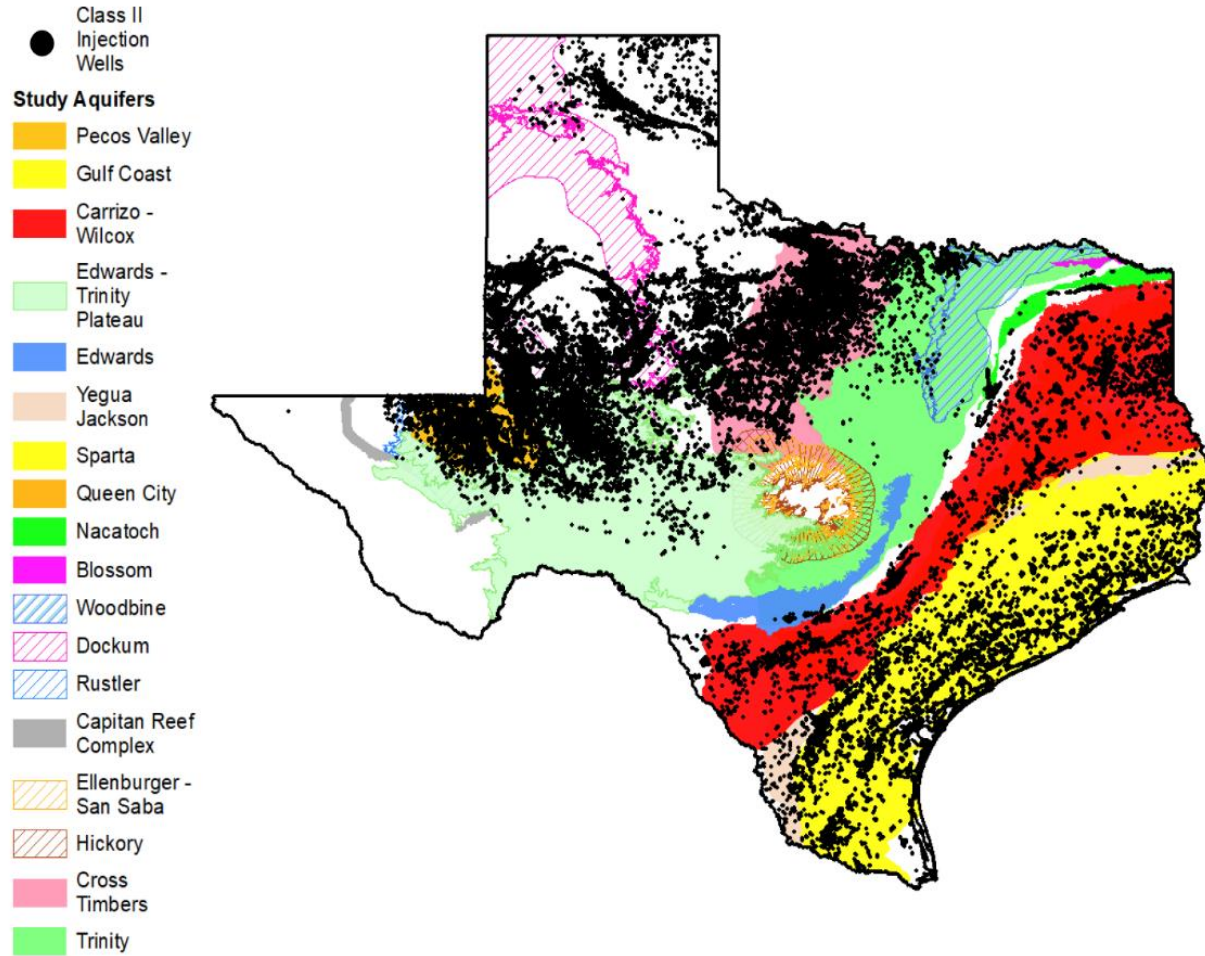 Class II
Injection
Wells
Study Aquifers
Pecos Valley
Gulf Coast
Carrizo -
Wilcox
Edwards -
Trinity
Plateau
Edwards
Yegua
Jackson
Sparta
Queen City
Nacatoch
Blossom
Woodbine
Dockum
Rustler
Capitan Reef
Complex
Ellenburger -
San Saba
Hickory
Cross
Timbers
Trinity